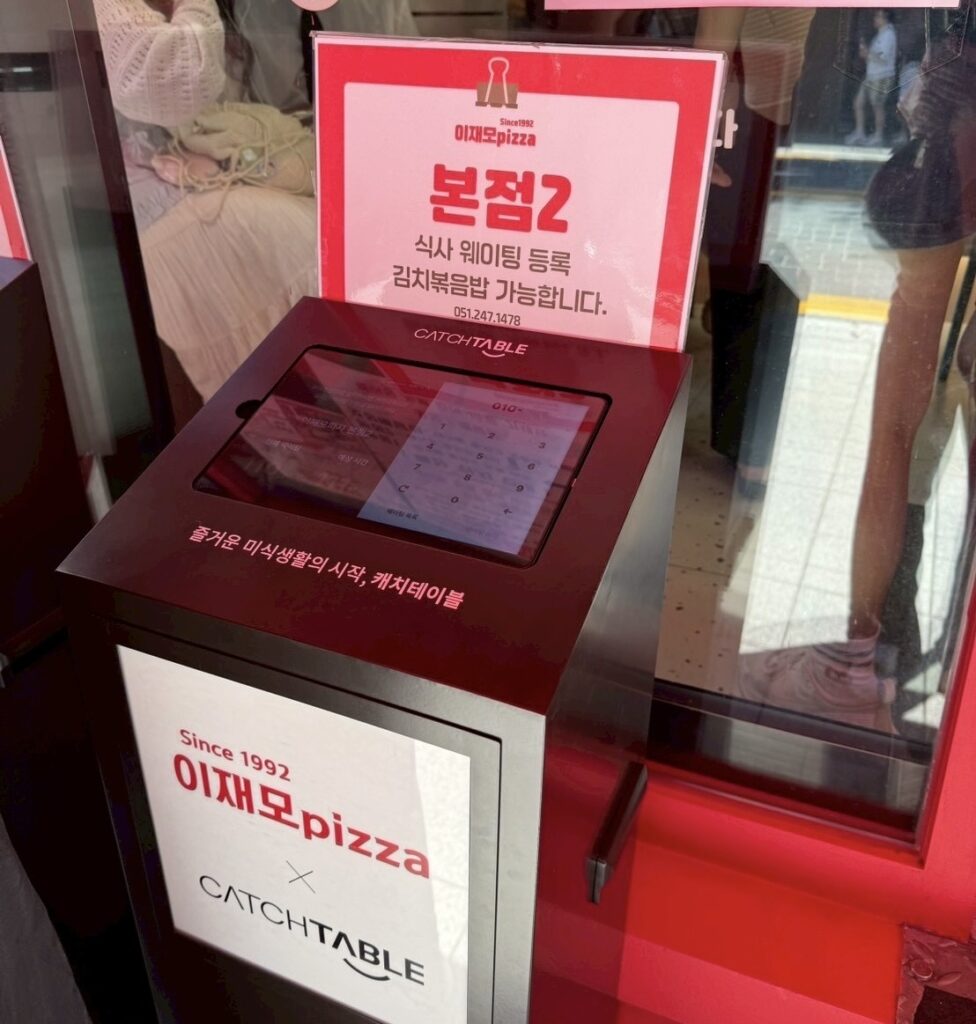 Since1992
이재모pizza
본점2
식사 웨이팅 등록
김치볶음밥 가능합니다.
051.247.1478
CATCHTABLE
010-
1 2 3
4 5 6
7 8 9
C 0 ←
즐거운 미식생활의 시작, 캐치테이블
Since 1992
이재모pizza
×
CATCHTABLE